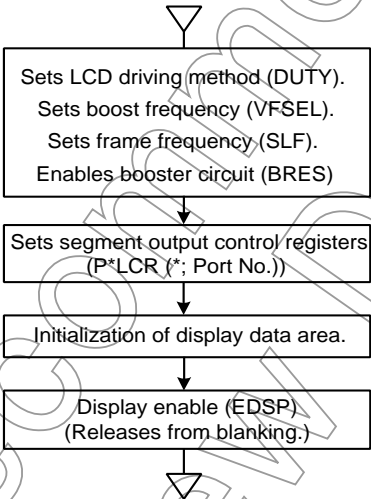 Sets LCD driving method (DUTY).
Sets boost frequency (VFSEL).
Sets frame frequency (SLF).
Enables booster circuit (BRES)
Sets segment output control registers
(P*LCR (*; Port No.))
Initialization of display data area.
Display enable (EDSP)
(Releases from blanking.)